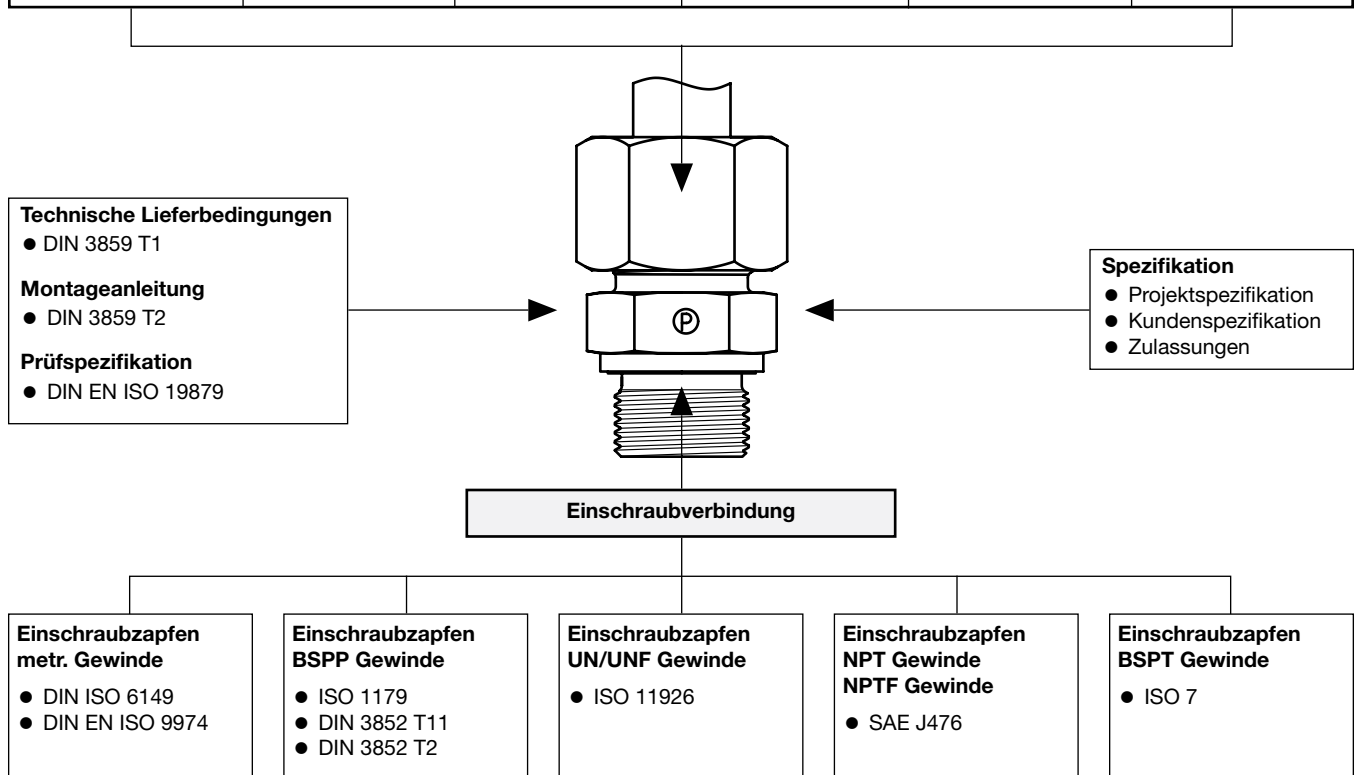 Technische Lieferbedingungen
● DIN 3859 T1
Montageanleitung
● DIN 3859 T2
Prüfspezifikation
● DIN EN ISO 19879
P
Spezifikation
● Projektspezifikation
● Kundenspezifikation
● Zulassungen
Einschraubverbindung
Einschraubzapfen
metr. Gewinde
● DIN ISO 6149
● DIN EN ISO 9974
Einschraubzapfen
BSPP Gewinde
● ISO 1179
● DIN 3852 T11
● DIN 3852 T2
Einschraubzapfen
UN/UNF Gewinde
● ISO 11926
Einschraubzapfen
NPT Gewinde
NPTF Gewinde
● SAE J476
Einschraubzapfen
BSPT Gewinde
● ISO 7